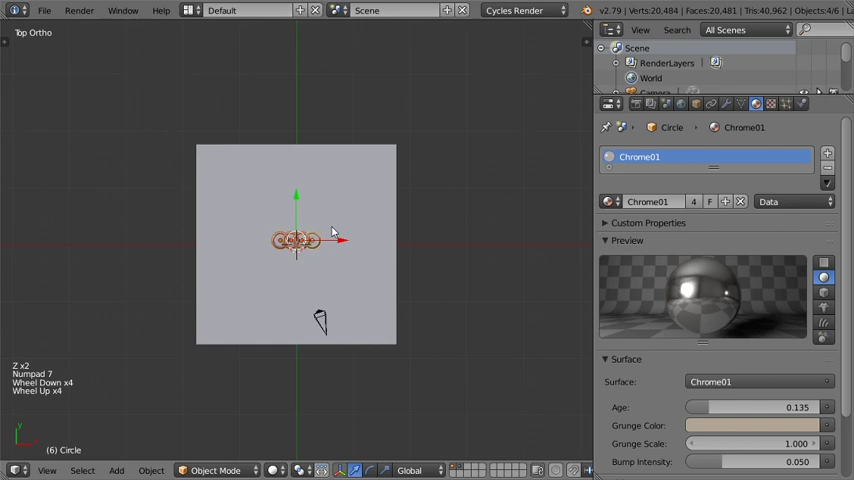 File Render Window Help Default Scene Cycles Render v2.79 | Verts:20,484 | Faces:20,481 | Tris:40,962 | Objects:4/6 |
Top Ortho
View Search All Scenes
Scene
RenderLayers
World
Camera
Circle Chrome01
Chrome01
Chrome01 4 F Data
Custom Properties
Preview
Surface
Surface: Chrome01
Age: 0.135
Grunge Color:
Grunge Scale: 1.000
Bump Intensity: 0.050
Z x2
Numpad 7
Wheel Down x4
Wheel Up x4
y
(6) Circle
View Select Add Object Object Mode Global